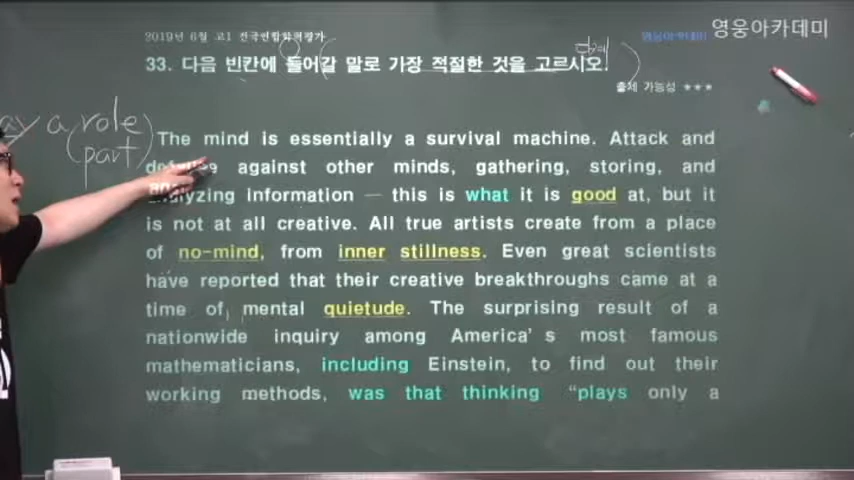 2019년 6월 고1 전국연합학력평가
영웅아카데미 영웅아카데미
33. 다음 빈칸에 들어갈 말로 가장 적절한 것을 고르시오.
출제 가능성 ★★★
a role
(part)
The mind is essentially a survival machine. Attack and
against other minds, gathering, storing, and
analyzing information — this is what it is good at, but it
is not at all creative. All true artists create from a place
of no-mind, from inner stillness. Even great scientists
have reported that their creative breakthroughs came at a
time of mental quietude. The surprising result of a
nationwide inquiry among America's most famous
mathematicians, including Einstein, to find out their
working methods, was that thinking “plays only a